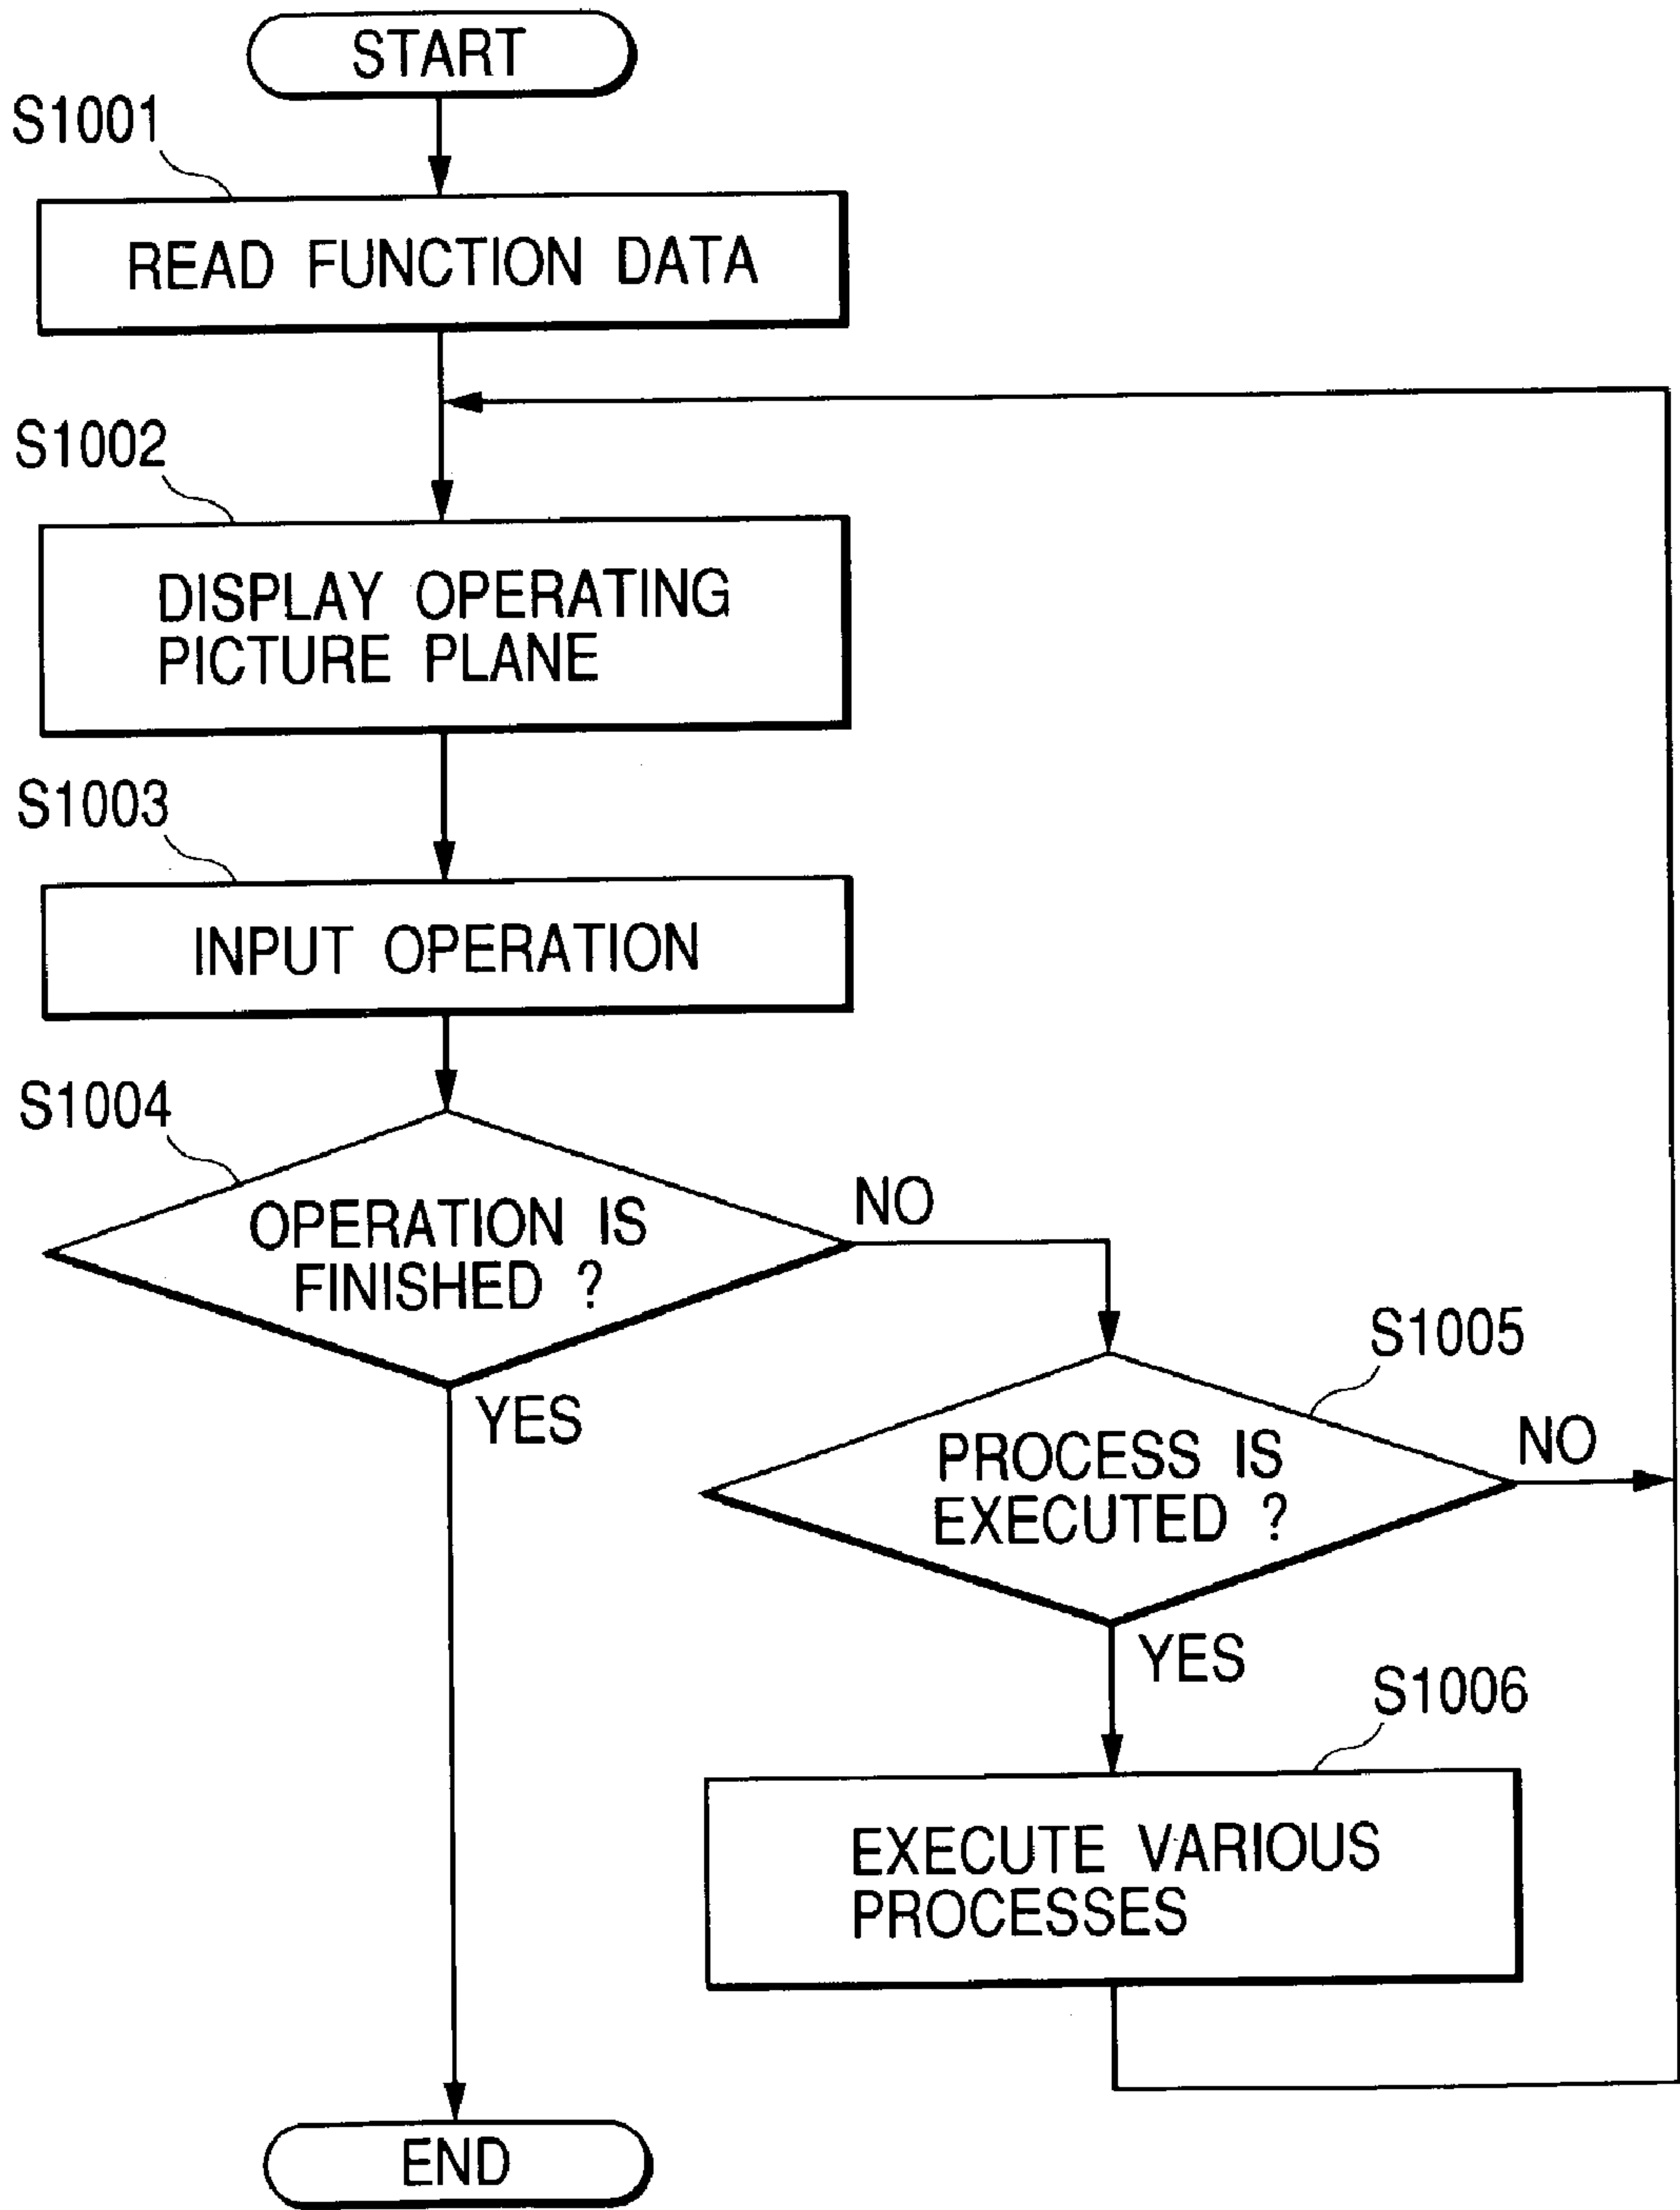 START
S1001
READ FUNCTION DATA
S1002
DISPLAY OPERATING
PICTURE PLANE
S1003
INPUT OPERATION
S1004
OPERATION IS
FINISHED ?
NO
YES
S1005
PROCESS IS
EXECUTED ?
NO
YES
S1006
EXECUTE VARIOUS
PROCESSES
END